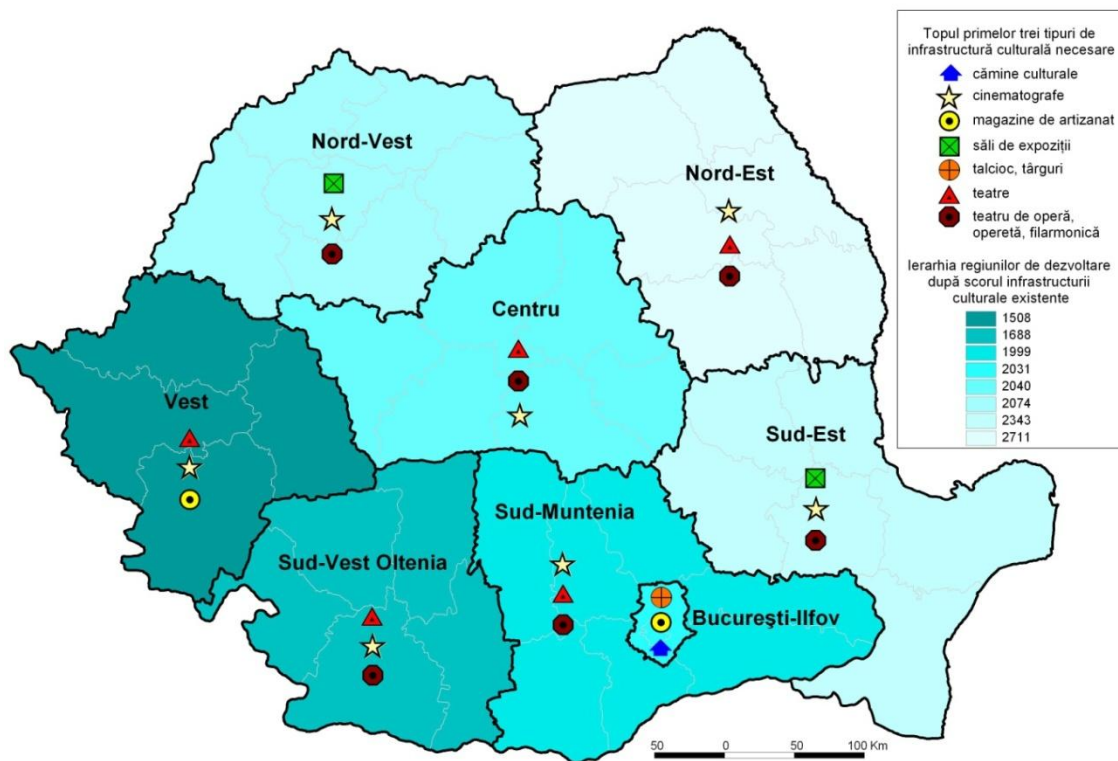 Topul primelor trei tipuri de
infrastructură culturală necesare
cămine culturale
cinematografe
magazine de artizanat
săli de expoziții
talcioc, târguri
teatre
teatru de operă,
operetă, filarmonică
Ierarhia regiunilor de dezvoltare
după scorul infrastructurii
culturale existente
1508
1688
1999
2031
2040
2074
2343
2711
Nord-Vest
Nord-Est
Centru
Vest
Sud-Est
Sud-Muntenia
Sud-Vest Oltenia
Bucureşti-Ilfov
50 0 50 100 Km